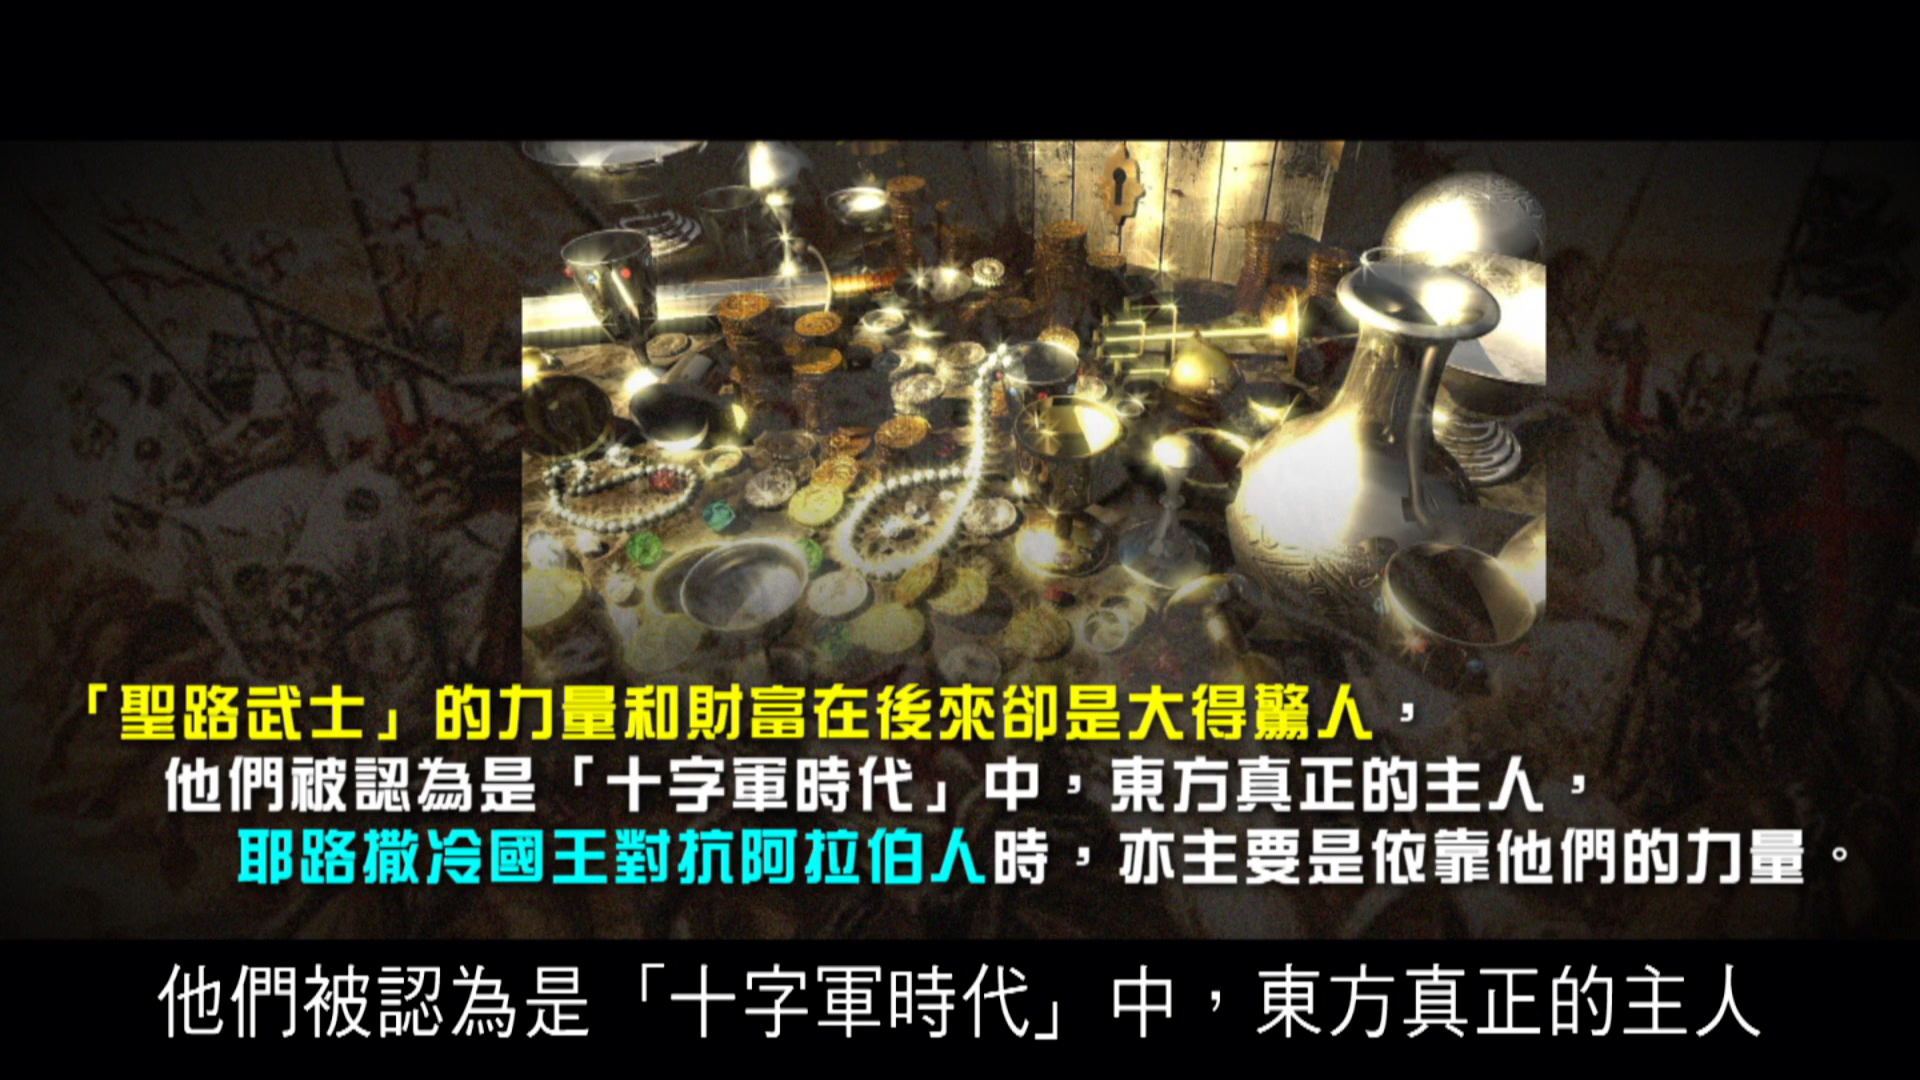 「聖路武士」的力量和財富在後來卻是大得驚人，
他們被認為是「十字軍時代」中，東方真正的主人，
耶路撒冷國王對抗阿拉伯人時，亦主要是依靠他們的力量。
他們被認為是「十字軍時代」中，東方真正的主人